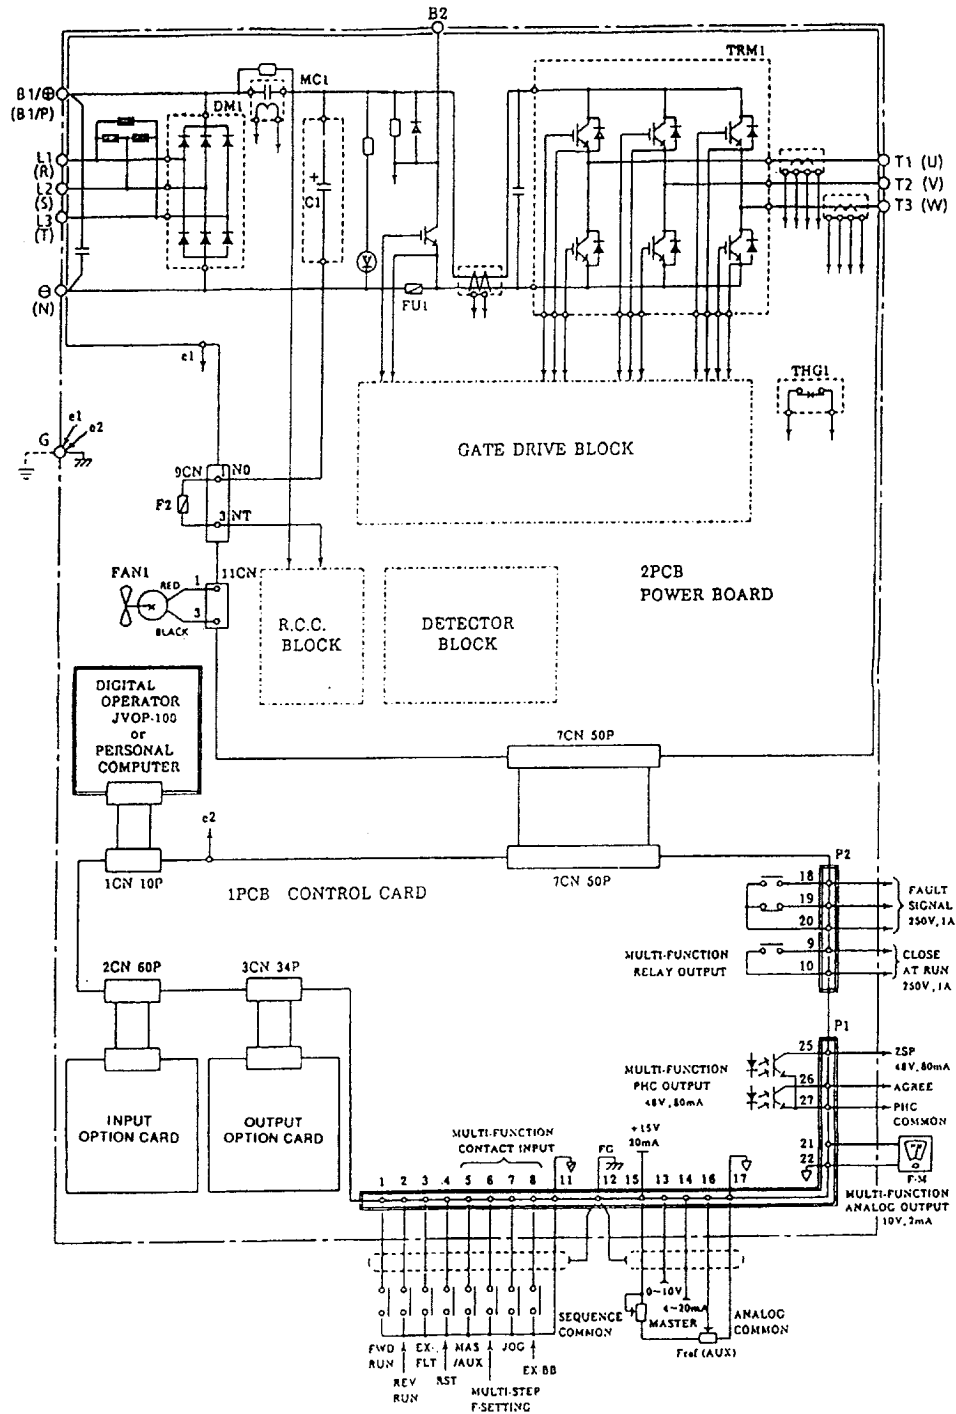 B2
TRM1
B1/⊕
(B1/P)
MC1
DM1
L1
(R)
L2
(S)
L3
(T)
+
C1
T1 (U)
T2 (V)
T3 (W)
V
⊖
(N)
FU1
e1
THG1
e1
e2
G
GATE DRIVE BLOCK
9CN
1
N0
F2
3
NT
FAN1
RED
1
11CN
BLACK
3
R.C.C.
BLOCK
DETECTOR
BLOCK
2PCB
POWER BOARD
DIGITAL
OPERATOR
JVOP-100
or
PERSONAL
COMPUTER
7CN 50P
e2
1CN 10P
7CN 50P
1PCB CONTROL CARD
P2
18
19
20
FAULT
SIGNAL
250V, 1A
MULTI-FUNCTION
RELAY OUTPUT
9
10
CLOSE
AT RUN
250V, 1A
2CN 60P
3CN 34P
P1
INPUT
OPTION CARD
OUTPUT
OPTION CARD
MULTI-FUNCTION
PHC OUTPUT
48V, 80mA
25
26
27
ZSP
48V, 80mA
AGREE
PHC
COMMON
21
22
F-M
MULTI-FUNCTION
ANALOG OUTPUT
10V, 2mA
MULTI-FUNCTION
CONTACT INPUT
+15V
20mA
FG
1 2 3 4 5 6 7 8 11 12 15 13 14 16 17
0~10V
4~20mA
MASTER
Fref (AUX)
ANALOG
COMMON
SEQUENCE
COMMON
FWD
RUN
REV
RUN
EX-.
FLT
RST
MAS
/AUX
MULTI-STEP
F-SETTING
JOG
EX-BB